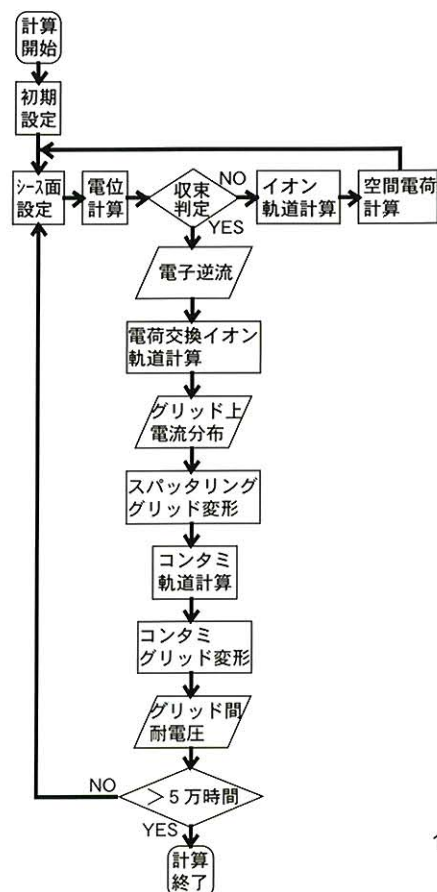 計算
開始
初期
設定
シース面
設定
電位
計算
収束
判定
NO
イオン
軌道計算
空間電荷
計算
YES
電子逆流
電荷交換イオン
軌道計算
グリッド上
電流分布
スパッタリング
グリッド変形
コンタミ
軌道計算
コンタミ
グリッド変形
グリッド間
耐電圧
NO
＞5万時間
YES
計算
終了
1